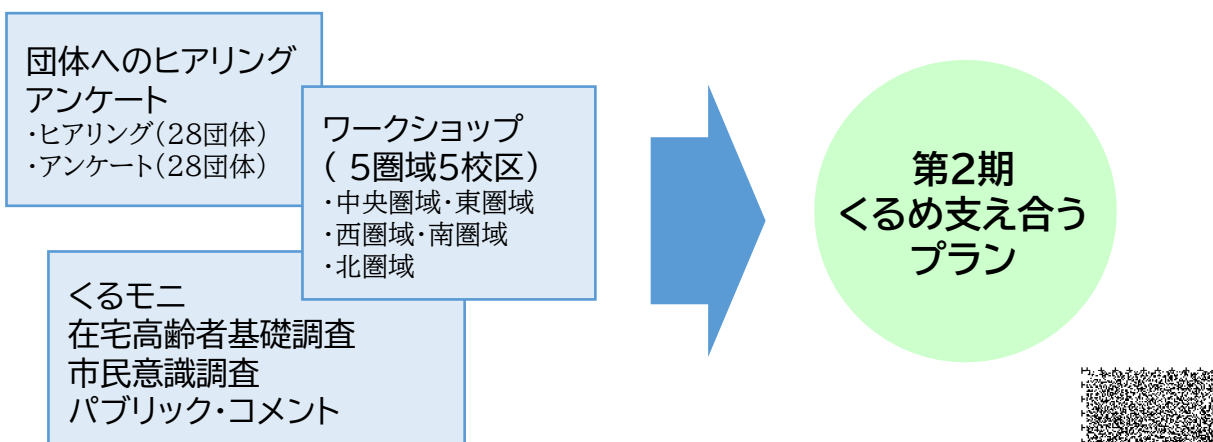 団体へのヒアリング
アンケート
・ヒアリング(28団体)
・アンケート(28団体)
ワークショップ
( 5圏域5校区)
・中央圏域・東圏域
・西圏域・南圏域
・北圏域
くるモニ
在宅高齢者基礎調査
市民意識調査
パブリック・コメント
第2期
くるめ支え合う
プラン